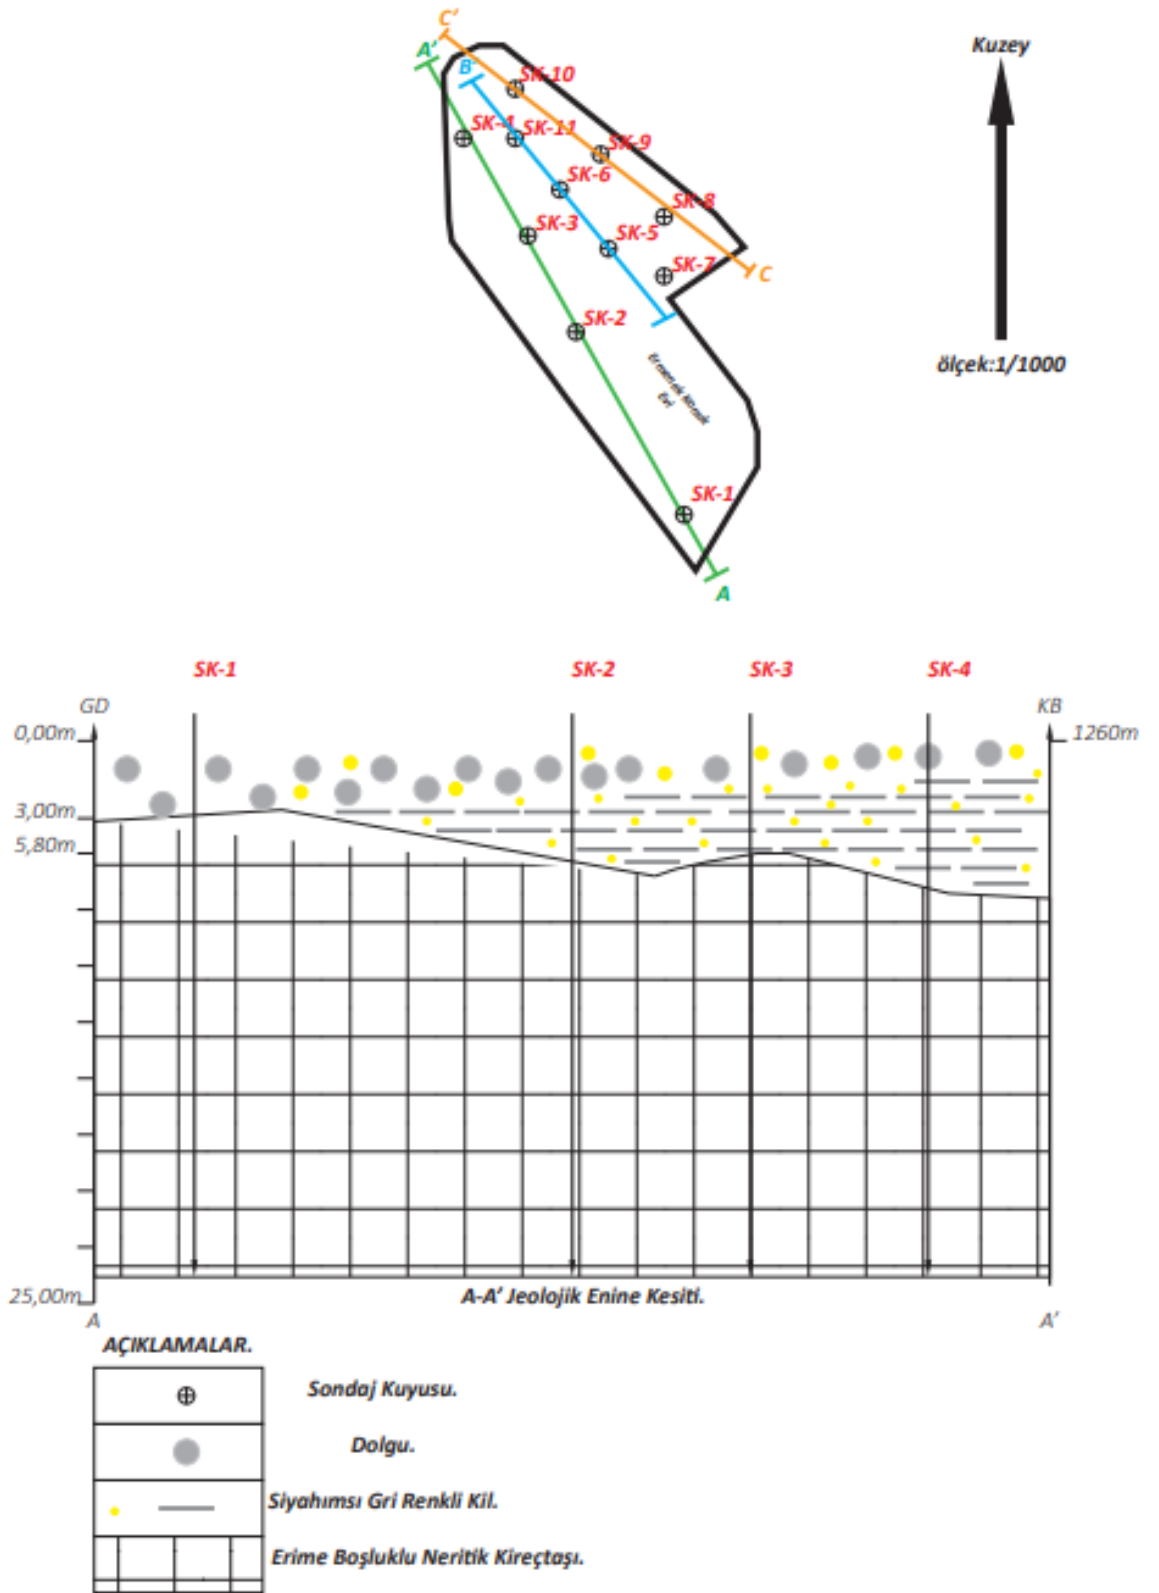 C'
A'
B'
Kuzey
SK-10
SK-4
SK-11
SK-9
SK-6
SK-8
SK-3
SK-5
SK-7
C
SK-2
ölçek:1/1000
Evi
SK-1
A
SK-1
SK-2
SK-3
SK-4
GD
KB
0,00m
1260m
3,00m
5,80m
25,00m
A-A' Jeolojik Enine Kesiti.
A
A'
AÇIKLAMALAR.
Sondaj Kuyusu.
Dolgu.
Siyahımsı Gri Renkli Kil.
Erime Boşluklu Neritik Kireçtaşı.